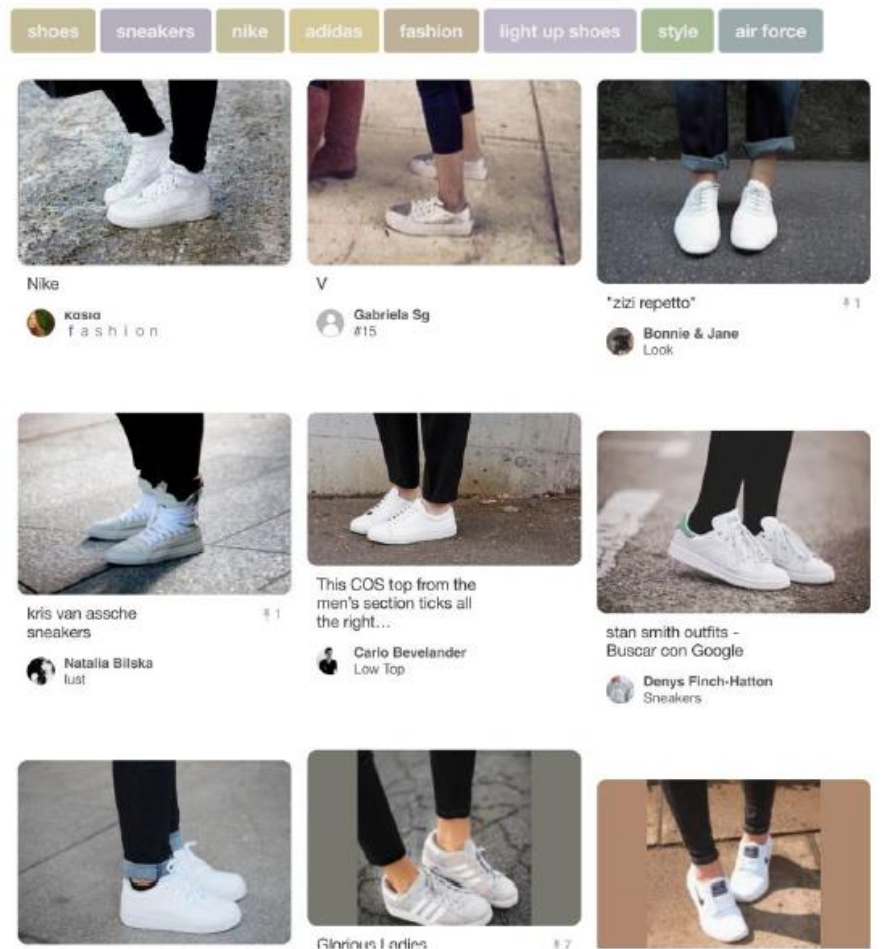 shoes
sneakers
nike
adidas
fashion
light up shoes
style
air force
Nike
κασια
f a s h i o n
V
Gabriela Sg
#15
"zizi repetto"
1
Bonnie & Jane
Look
kris van assche
1
sneakers
Natalia Bilska
lust
This COS top from the
men's section ticks all
the right...
Carlo Bevelander
Low Top
stan smith outfits -
Buscar con Google
Denys Finch-Hatton
Sneakers
Glorious Ladies
7